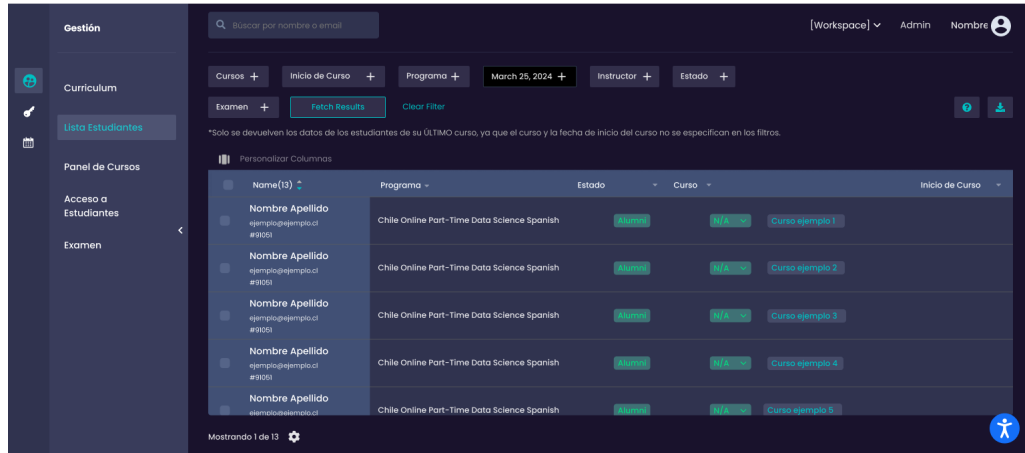 Gestión
Búscar por nombre o email
[Workspace]
Admin
Nombre
Curriculum
Lista Estudiantes
Panel de Cursos
Acceso a
Estudiantes
Examen
Cursos +
Inicio de Curso +
Programa +
March 25, 2024 +
Instructor +
Estado +
Examen +
Fetch Results
Clear Filter
*Solo se devuelven los datos de los estudiantes de su ÚLTIMO curso, ya que el curso y la fecha de inicio del curso no se especifican en los filtros.
Personalizar Columnas
Name(13) Programa Estado Curso Inicio de Curso
Nombre Apellido
ejemplo@ejemplo.cl
#91051
Chile Online Part-Time Data Science Spanish Alumni N/A Curso ejemplo 1
Nombre Apellido
ejemplo@ejemplo.cl
#91051
Chile Online Part-Time Data Science Spanish Alumni N/A Curso ejemplo 2
Nombre Apellido
ejemplo@ejemplo.cl
#91051
Chile Online Part-Time Data Science Spanish Alumni N/A Curso ejemplo 3
Nombre Apellido
ejemplo@ejemplo.cl
#91051
Chile Online Part-Time Data Science Spanish Alumni N/A Curso ejemplo 4
Nombre Apellido
ejemplo@ejemplo.cl
Chile Online Part-Time Data Science Spanish Alumni N/A Curso ejemplo 5
Mostrando 1 de 13